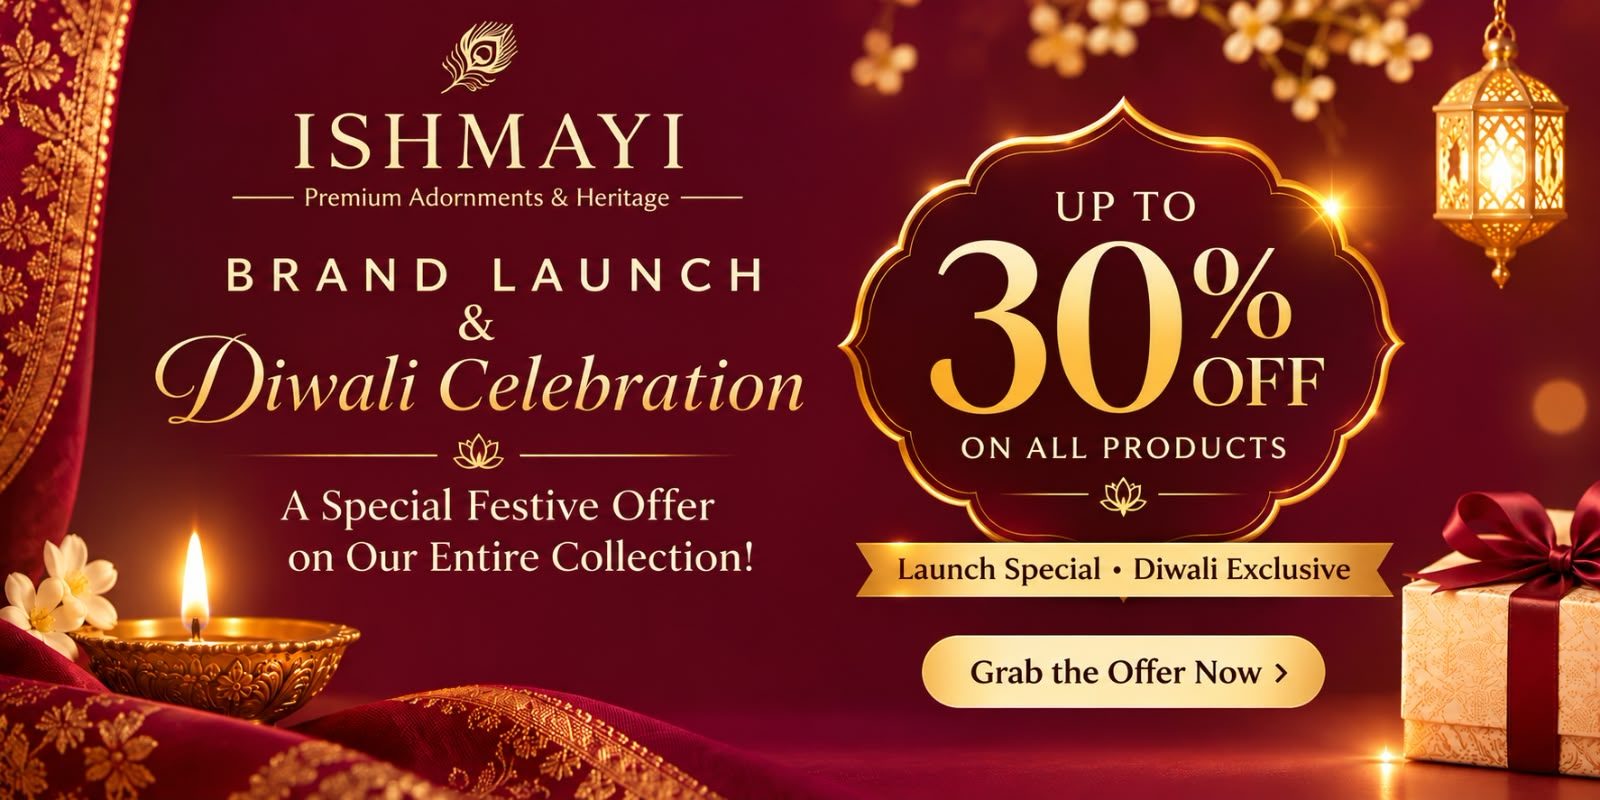 ISHMAYI
Premium Adornments & Heritage
BRAND LAUNCH
&
Diwali Celebration
A Special Festive Offer
on Our Entire Collection!
UP TO
30%
OFF
ON ALL PRODUCTS
Launch Special • Diwali Exclusive
Grab the Offer Now >